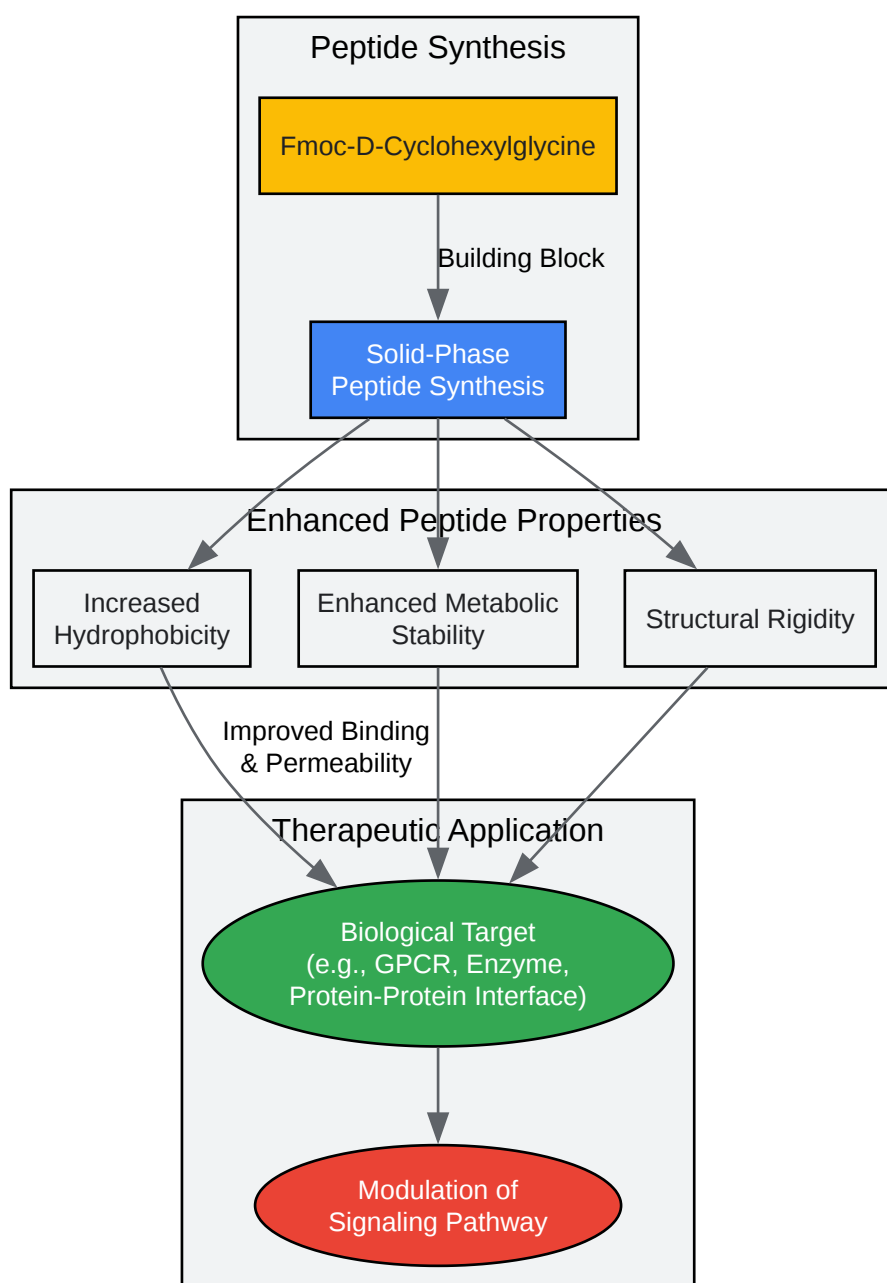 Peptide Synthesis
Fmoc-D-Cyclohexylglycine
Building Block
Solid-Phase
Peptide Synthesis
Enhanced Peptide Properties
Increased
Hydrophobicity
Enhanced Metabolic
Stability
Structural Rigidity
Improved Binding
& Permeability
Therapeutic Application
Biological Target
(e.g., GPCR, Enzyme,
Protein-Protein Interface)
Modulation of
Signaling Pathway